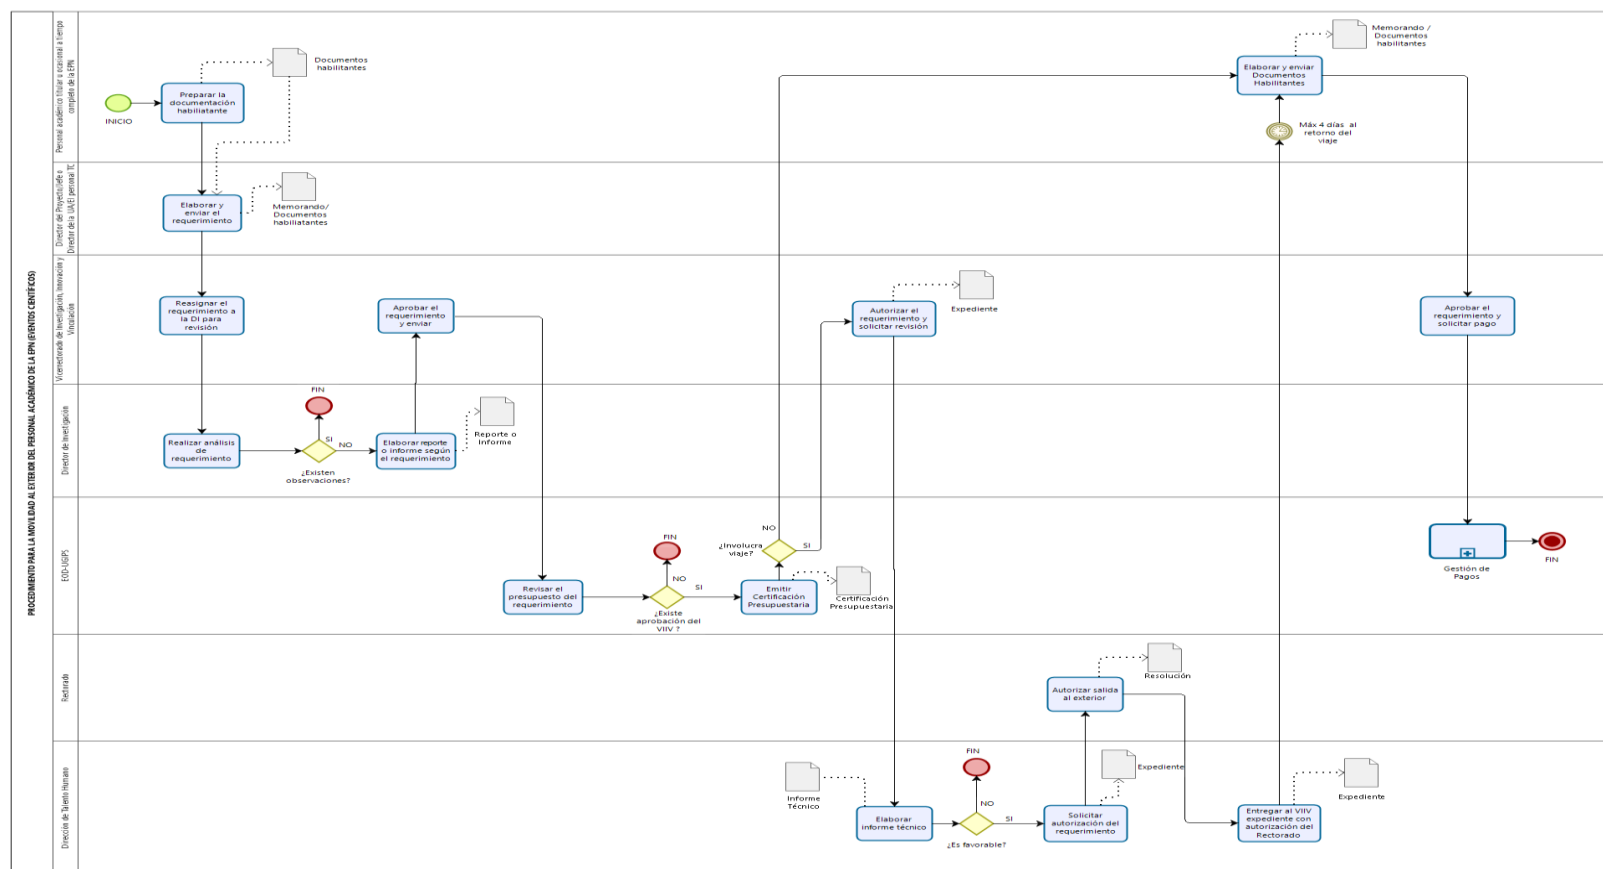 PROCEDIMIENTO PARA LA MOVILIDAD AL EXTERIOR DEL PERSONAL ACADÉMICO DE LA EPN (EVENTOS CIENTÍFICOS)
Personal académico titular u ocasional a tiempo
completo de la EPN
INICIO
Preparar la
documentación
habiliatante
Documentos
habilitantes
Elaborar y enviar
Documentos
Habilitantes
Memorando /
Documentos
habilitantes
Máx 4 días al
retorno del
viaje
Director del Proyecto/Jefe o
Director de la UA/El personal TC
Elaborar y
enviar el
requerimiento
Memorando/
Documentos
habiliatantes
Vicerrectorado de Investigación, Innovación y
Vinculación
Reasignar el
requerimiento a
la DI para
revisión
Aprobar el
requerimiento
y enviar
Autorizar el
requerimiento y
solicitar revisión
Expediente
Aprobar el
requerimiento y
solicitar pago
Director de Investigación
Realizar análisis
de
requerimiento
FIN
SI
NO
¿Existen
observaciones?
Elaborar reporte
o informe según
el requerimiento
Reporte o
Informe
EOD-UGIPS
Revisar el
presupuesto del
requerimiento
FIN
NO
SI
¿Existe
aprobación del
VIIV ?
Emitir
Certificación
Presupuestaria
NO
¿Involucra
viaje?
SI
Certificación
Presupuestaria
Gestión de
Pagos
FIN
Rectorado
Autorizar salida
al exterior
Resolución
Dirección de Talento Humano
Informe
Técnico
Elaborar
informe técnico
FIN
NO
SI
¿Es favorable?
Solicitar
autorización del
requerimiento
Expediente
Entregar al VIIV
expediente con
autorización del
Rectorado
Expediente